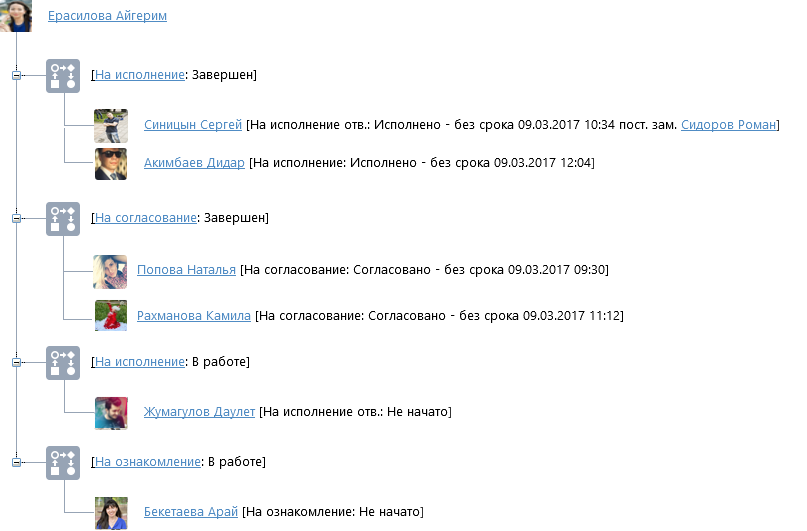 Ерасилова Айгерим
[На исполнение: Завершен]
Синицын Сергей [На исполнение отв.: Исполнено - без срока 09.03.2017 10:34 пост. зам. Сидоров Роман]
Акимбаев Дидар [На исполнение: Исполнено - без срока 09.03.2017 12:04]
[На согласование: Завершен]
Попова Наталья [На согласование: Согласовано - без срока 09.03.2017 09:30]
Рахманова Камила [На согласование: Согласовано - без срока 09.03.2017 11:12]
[На исполнение: В работе]
Жумагулов Даулет [На исполнение отв.: Не начато]
[На ознакомление: В работе]
Бекетаева Арай [На ознакомление: Не начато]